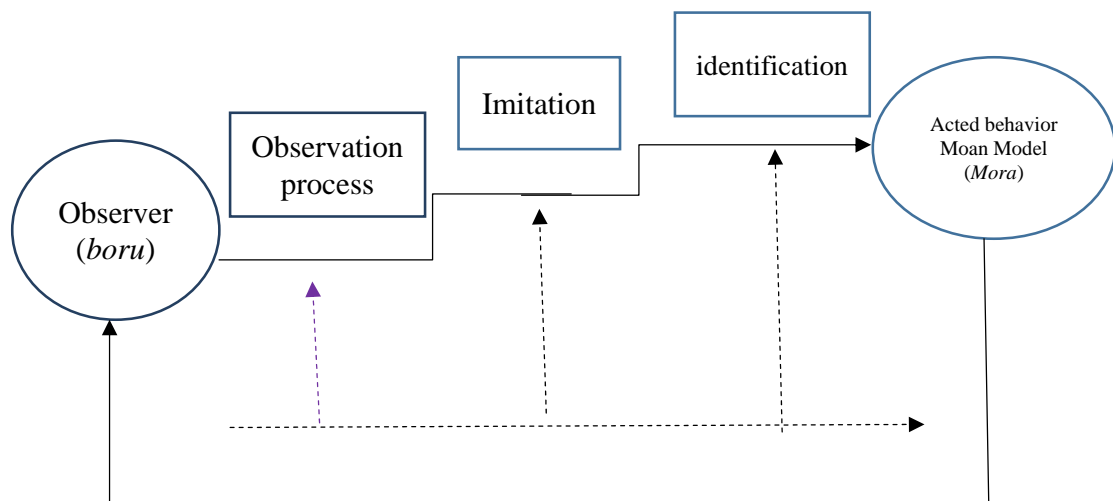 Observer
(boru)
Observation
process
Imitation
identification
Acted behavior
Moan Model
(Mora)